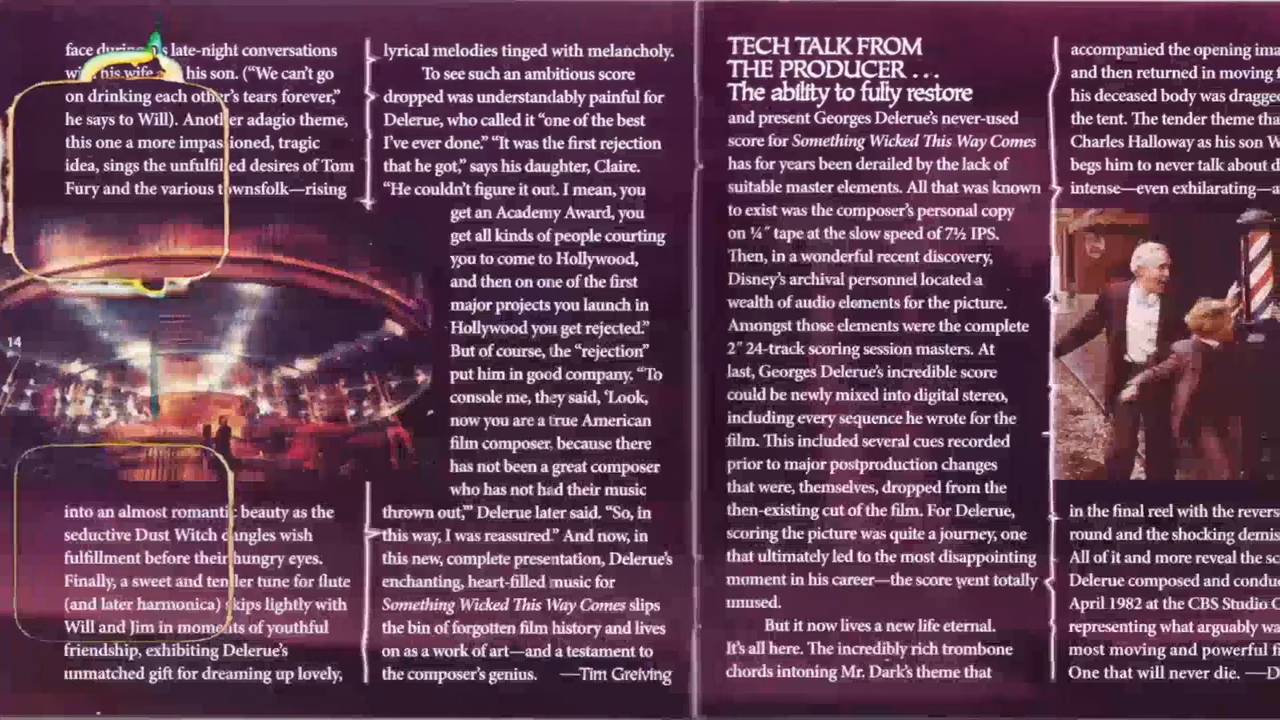 face during late-night conversations
his wife his son. ("We can't go
on drinking each other's tears forever,"
he says to Will). Another adagio theme,
this one a more impassioned, tragic
idea, sings the unfulfilled desires of Tom
Fury and the various townsfolk—rising
14
into an almost romantic beauty as the
seductive Dust Witch dangles wish
fulfillment before their hungry eyes.
Finally, a sweet and tender tune for flute
(and later harmonica) skips lightly with
Will and Jim in moments of youthful
friendship, exhibiting Delerue's
unmatched gift for dreaming up lovely,
lyrical melodies tinged with melancholy.
To see such an ambitious score
dropped was understandably painful for
Delerue, who called it "one of the best
I've ever done." "It was the first rejection
that he got," says his daughter, Claire.
"He couldn't figure it out. I mean, you
get an Academy Award, you
get all kinds of people courting
you to come to Hollywood,
and then on one of the first
major projects you launch in
Hollywood you get rejected."
But of course, the "rejection"
put him in good company. "To
console me, they said, 'Look,
now you are a true American
film composer, because there
has not been a great composer
who has not had their music
thrown out,'" Delerue later said. "So, in
this way, I was reassured." And now, in
this new, complete presentation, Delerue's
enchanting, heart-filled music for
Something Wicked This Way Comes slips
the bin of forgotten film history and lives
on as a work of art—and a testament to
the composer's genius. —Tim Greiving
TECH TALK FROM
THE PRODUCER . . .
The ability to fully restore
and present Georges Delerue's never-used
score for Something Wicked This Way Comes
has for years been derailed by the lack of
suitable master elements. All that was known
to exist was the composer's personal copy
on ¼″ tape at the slow speed of 7½ IPS.
Then, in a wonderful recent discovery,
Disney's archival personnel located a
wealth of audio elements for the picture.
Amongst those elements were the complete
2″ 24-track scoring session masters. At
last, Georges Delerue's incredible score
could be newly mixed into digital stereo,
including every sequence he wrote for the
film. This included several cues recorded
prior to major postproduction changes
that were, themselves, dropped from the
then-existing cut of the film. For Delerue,
scoring the picture was quite a journey, one
that ultimately led to the most disappointing
moment in his career—the score went totally
unused.
But it now lives a new life eternal.
It's all here. The incredibly rich trombone
chords intoning Mr. Dark's theme that
accompanied the opening
and then returned in moving
his deceased body was
the tent. The tender theme
Charles Halloway as his son
begs him to never talk about
intense—even exhilarating—
in the final reel with the
round and the shocking
All of it and more reveal the
Delerue composed and
April 1982 at the CBS Studio
representing what arguably
most moving and powerful
One that will never die. —